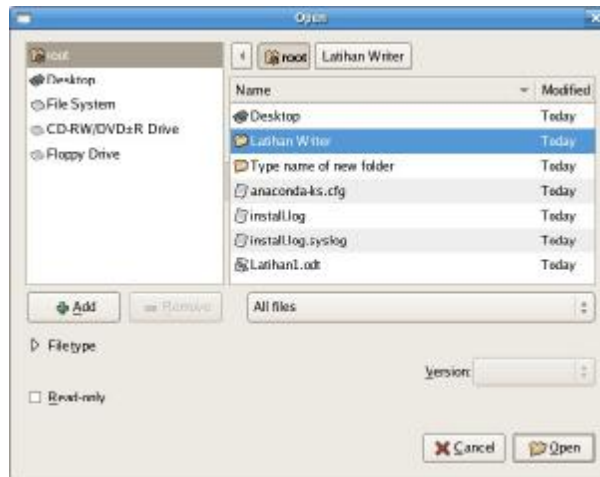 Open
root
root Latihan Writer
Desktop
File System
CD-RW/DVD±R Drive
Floppy Drive
Name Modified
Desktop Today
Latihan Writer Today
Type name of new folder Today
anaconda-ks.cfg Today
install.log Today
install.log.syslog Today
Latihan1.odt Today
Add Remove All files
File type
Version:
Read-only
Cancel Open